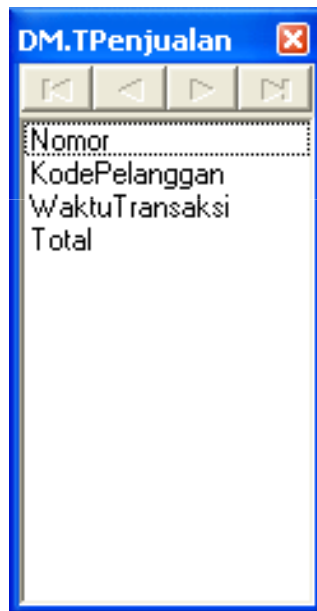 DM.TPenjualan
Nomor
KodePelanggan
WaktuTransaksi
Total